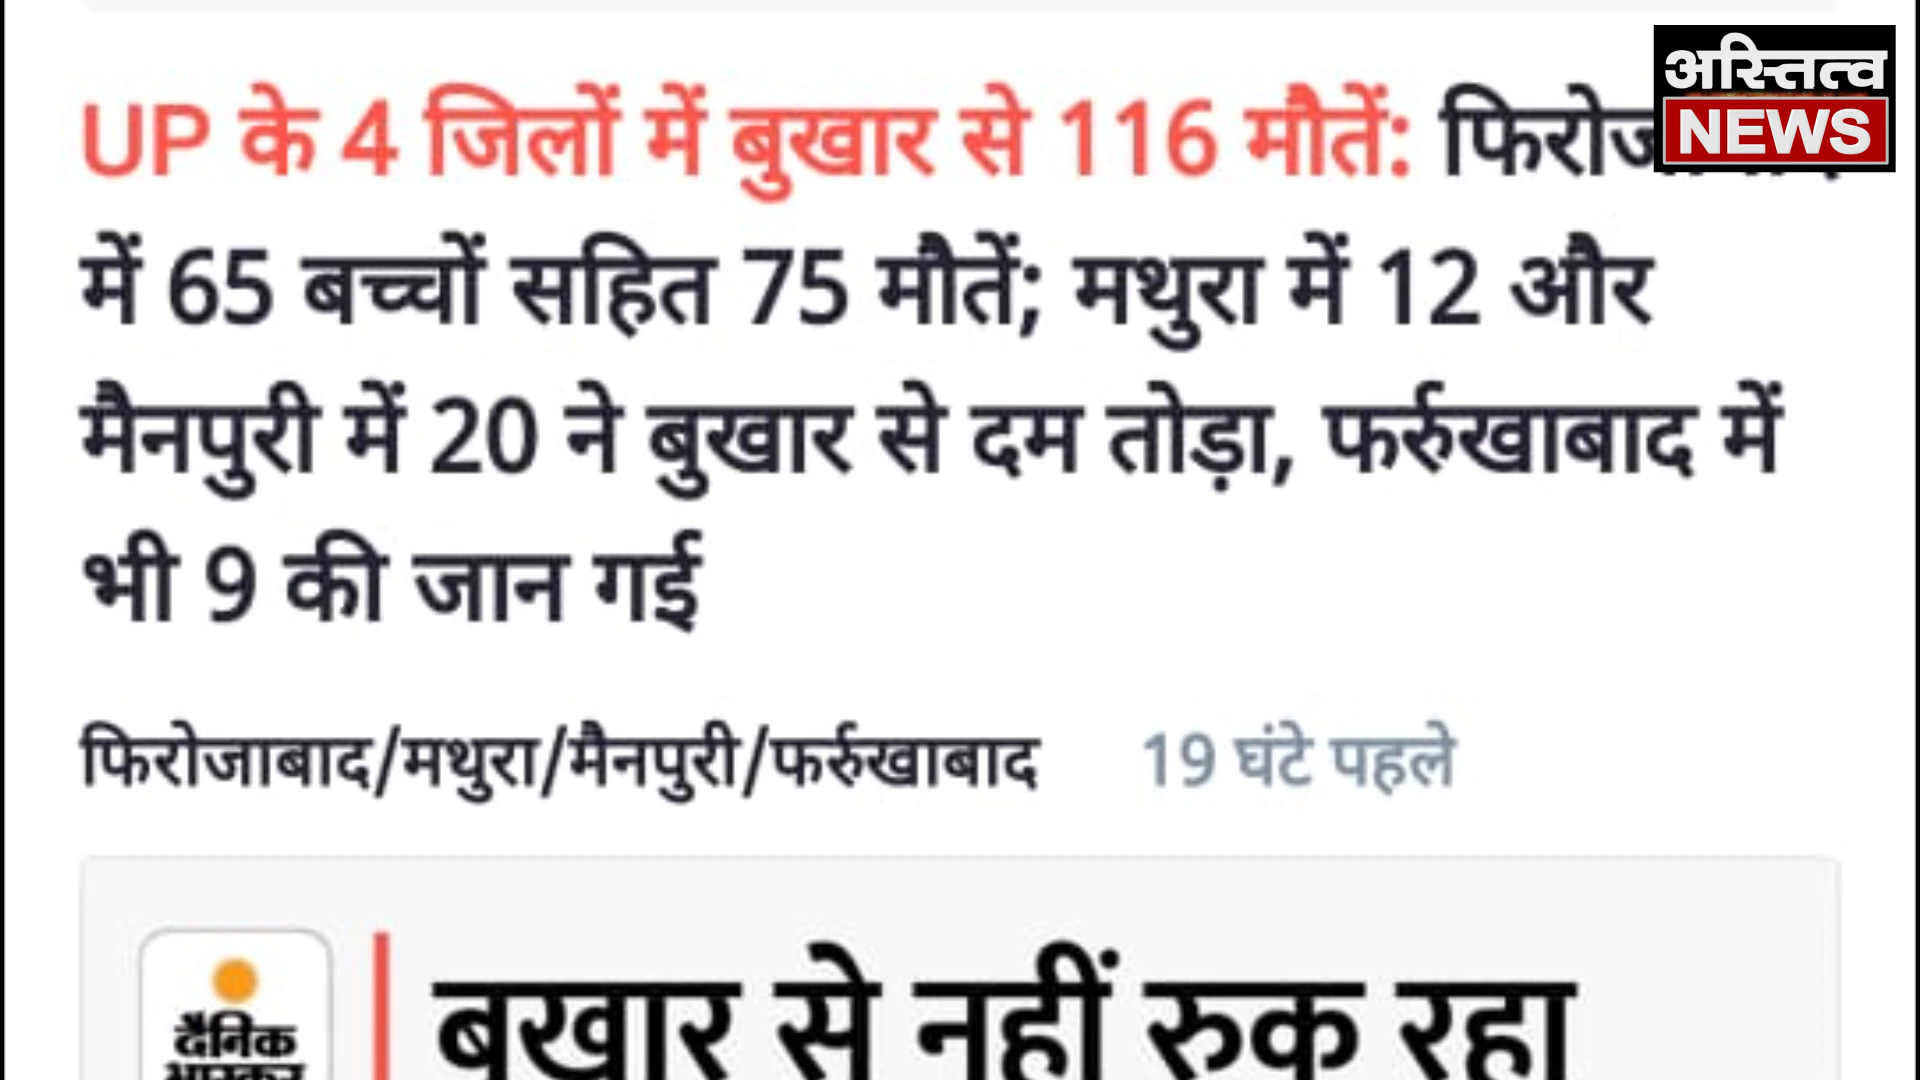 अस्तित्व
NEWS
UP के 4 जिलों में बुखार से 116 मौतें:
में 65 बच्चों सहित 75 मौतें; मथुरा में 12 और
मैनपुरी में 20 ने बुखार से दम तोड़ा, फर्रुखाबाद में
भी 9 की जान गई
फिरोजाबाद/मथुरा/मैनपुरी/फर्रुखाबाद 19 घंटे पहले
दैनिक
भास्कर
बुखार से नहीं रुक रहा